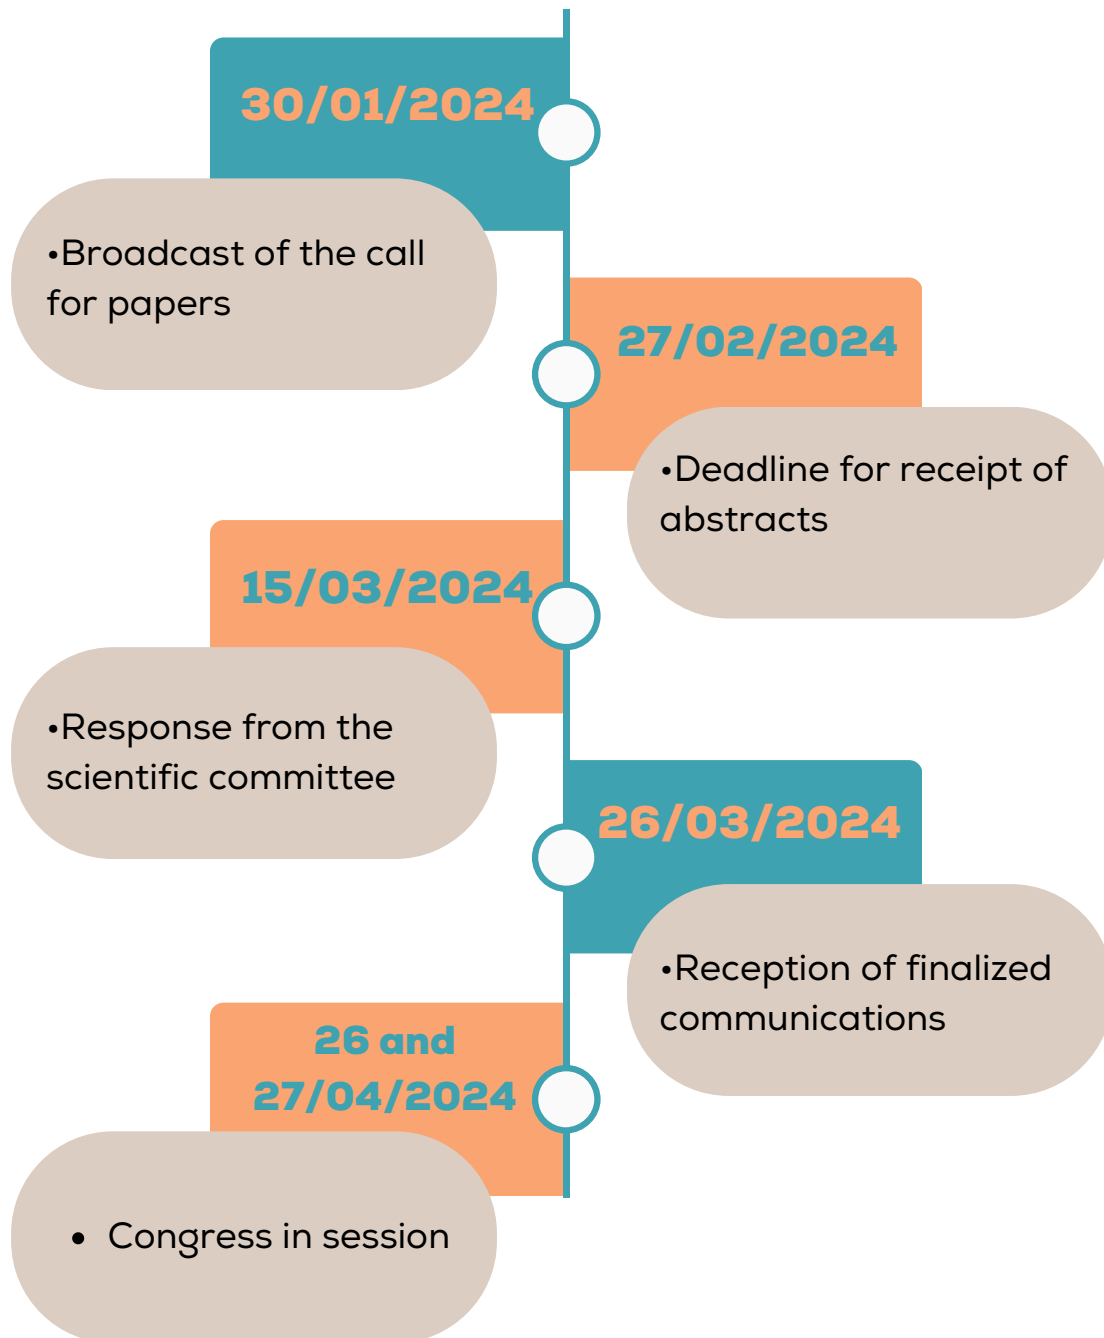 30/01/2024
•Broadcast of the call
for papers
27/02/2024
•Deadline for receipt of
abstracts
15/03/2024
•Response from the
scientific committee
26/03/2024
•Reception of finalized
communications
26 and
27/04/2024
• Congress in session